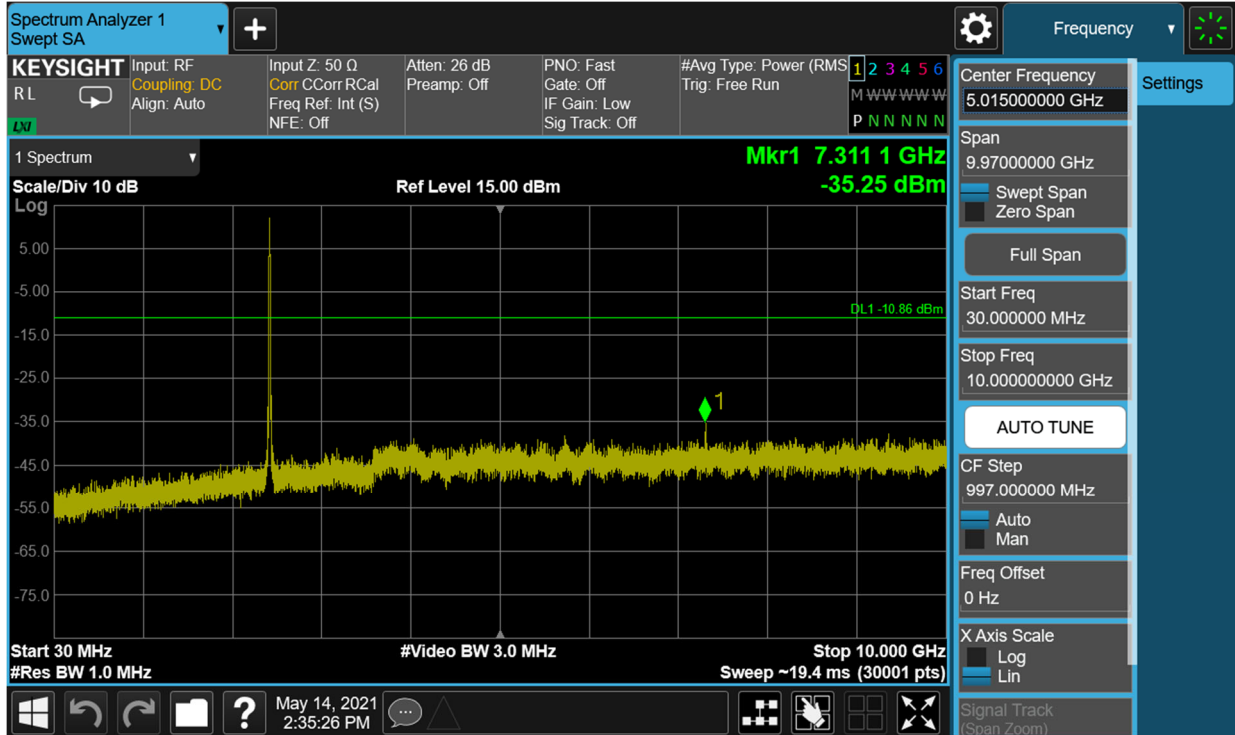 Spectrum Analyzer 1
Swept SA
Frequency
KEYSIGHT
R L
LXI
Input: RF
Coupling: DC
Align: Auto
Input Z: 50 Ω
Corr CCorr RCal
Freq Ref: Int (S)
NFE: Off
Atten: 26 dB
Preamp: Off
PNO: Fast
Gate: Off
IF Gain: Low
Sig Track: Off
#Avg Type: Power (RMS
Trig: Free Run
1 2 3 4 5 6
M W W W W W
P N N N N N
1 Spectrum
Scale/Div 10 dB
Log
Ref Level 15.00 dBm
Mkr1 7.311 1 GHz
-35.25 dBm
5.00
-5.00
DL1 -10.86 dBm
-15.0
-25.0
-35.0
1
-45.0
-55.0
-65.0
-75.0
Start 30 MHz
#Video BW 3.0 MHz
Stop 10.000 GHz
#Res BW 1.0 MHz
Sweep ~19.4 ms (30001 pts)
Center Frequency
5.015000000 GHz
Settings
Span
9.97000000 GHz
Swept Span
Zero Span
Full Span
Start Freq
30.000000 MHz
Stop Freq
10.000000000 GHz
AUTO TUNE
CF Step
997.000000 MHz
Auto
Man
Freq Offset
0 Hz
X Axis Scale
Log
Lin
Signal Track
(Span Zoom)
?
May 14, 2021
2:35:26 PM